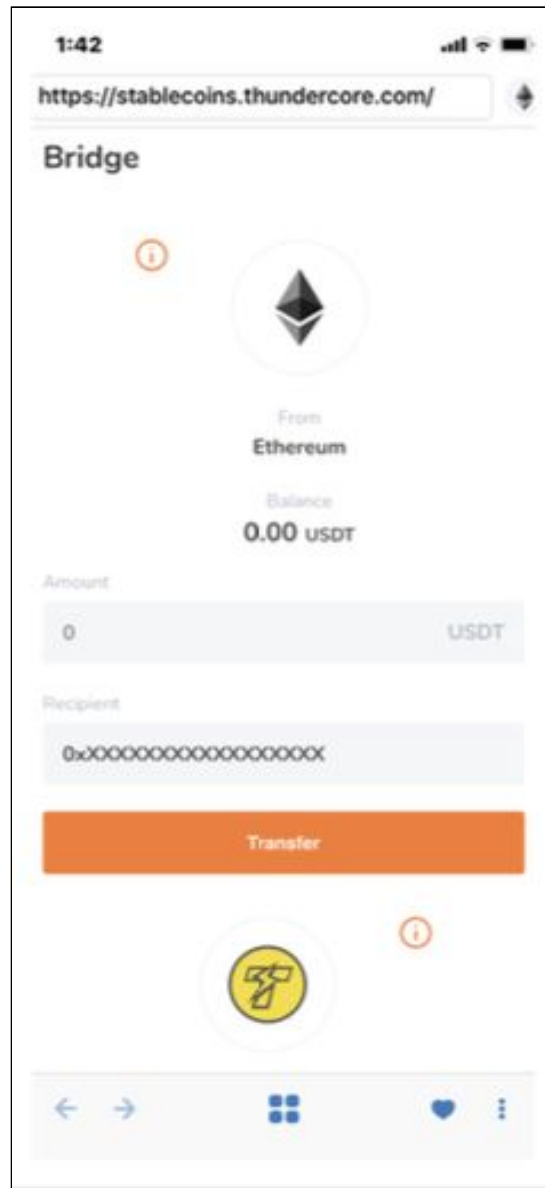 1:42
https://stablecoins.thundercore.com/
Bridge
From
Ethereum
Balance
0.00 USDT
Amount
0 USDT
Recipient
0xXXXXXXXXXXXXXXXXXX
Transfer